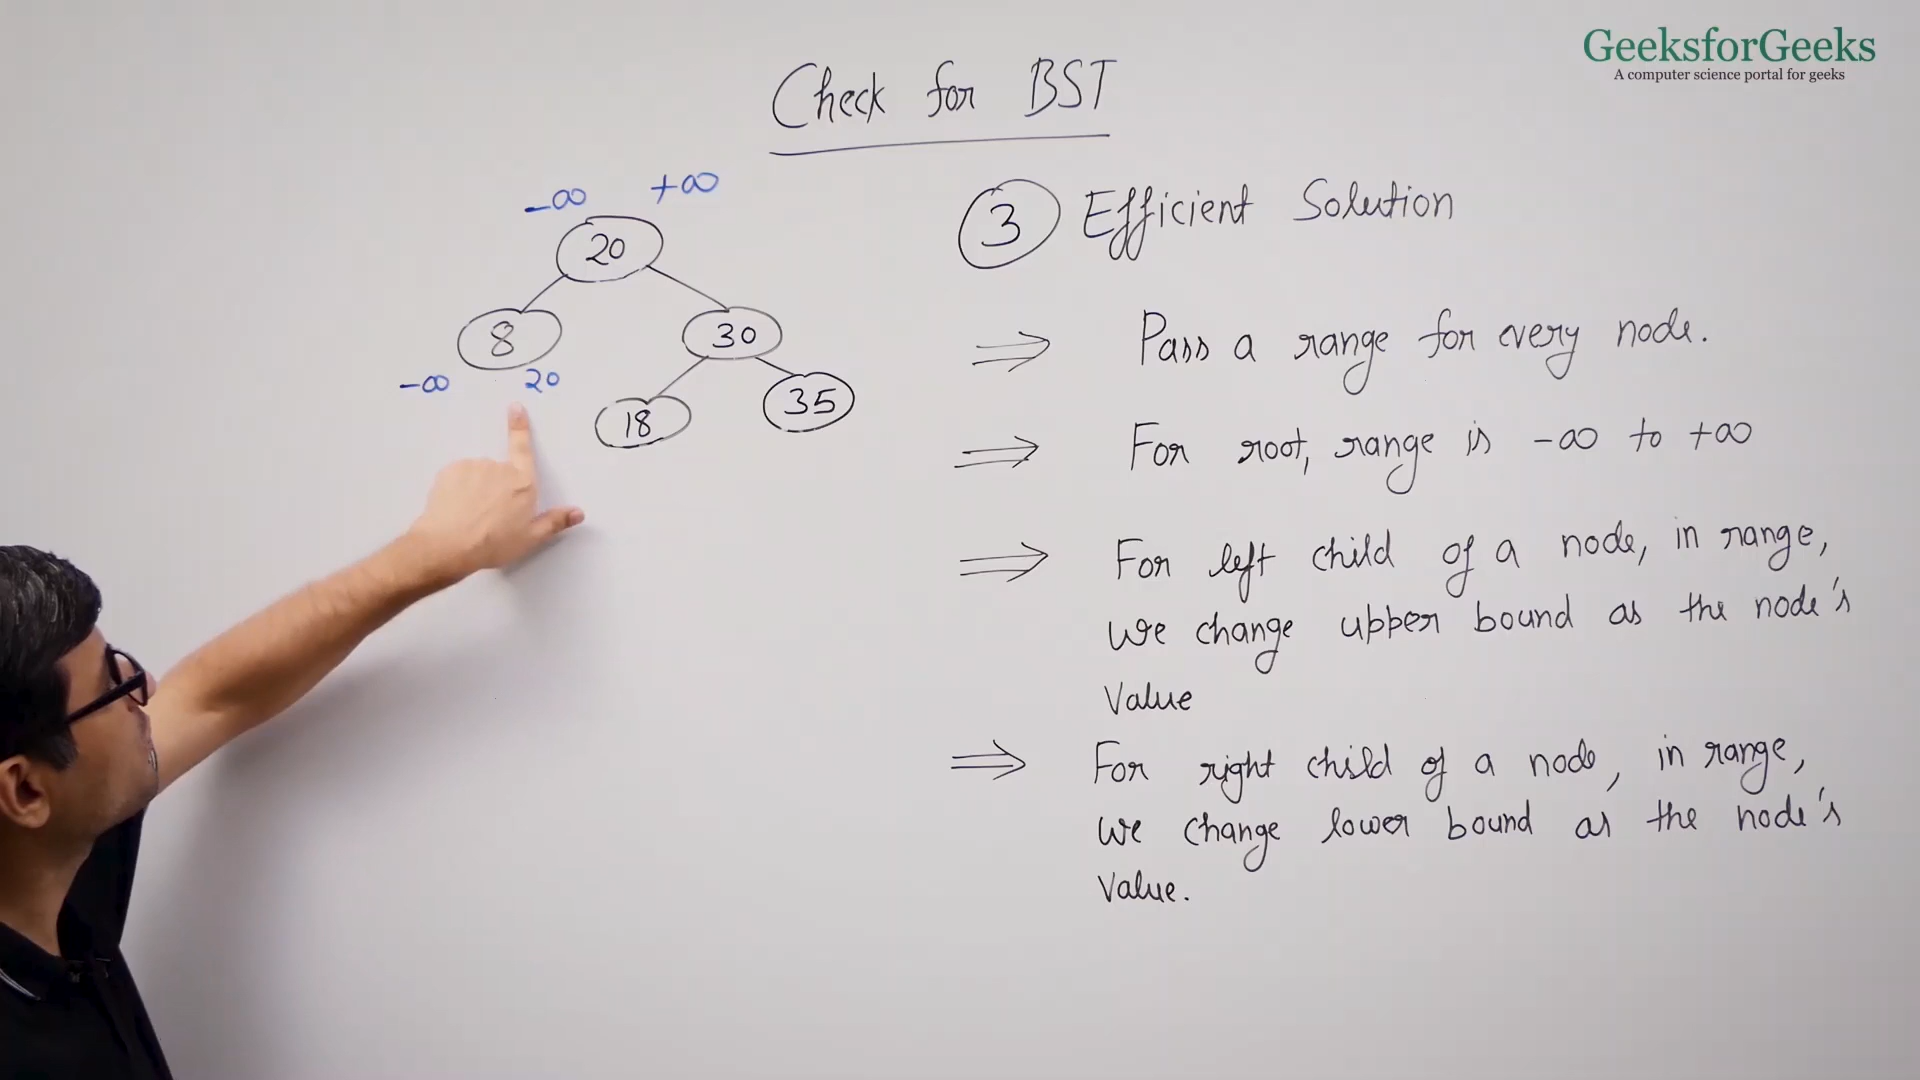 GeeksforGeeks
A computer science portal for geeks
Check for BST
-∞ +∞
20
8 30
-∞ 20
18 35
3 Efficient Solution
⇒ Pass a range for every node.
⇒ For root, range is -∞ to +∞
⇒ For left child of a node, in range,
we change upper bound as the node's
Value
⇒ For right child of a node, in range,
we change lower bound as the node's
Value.